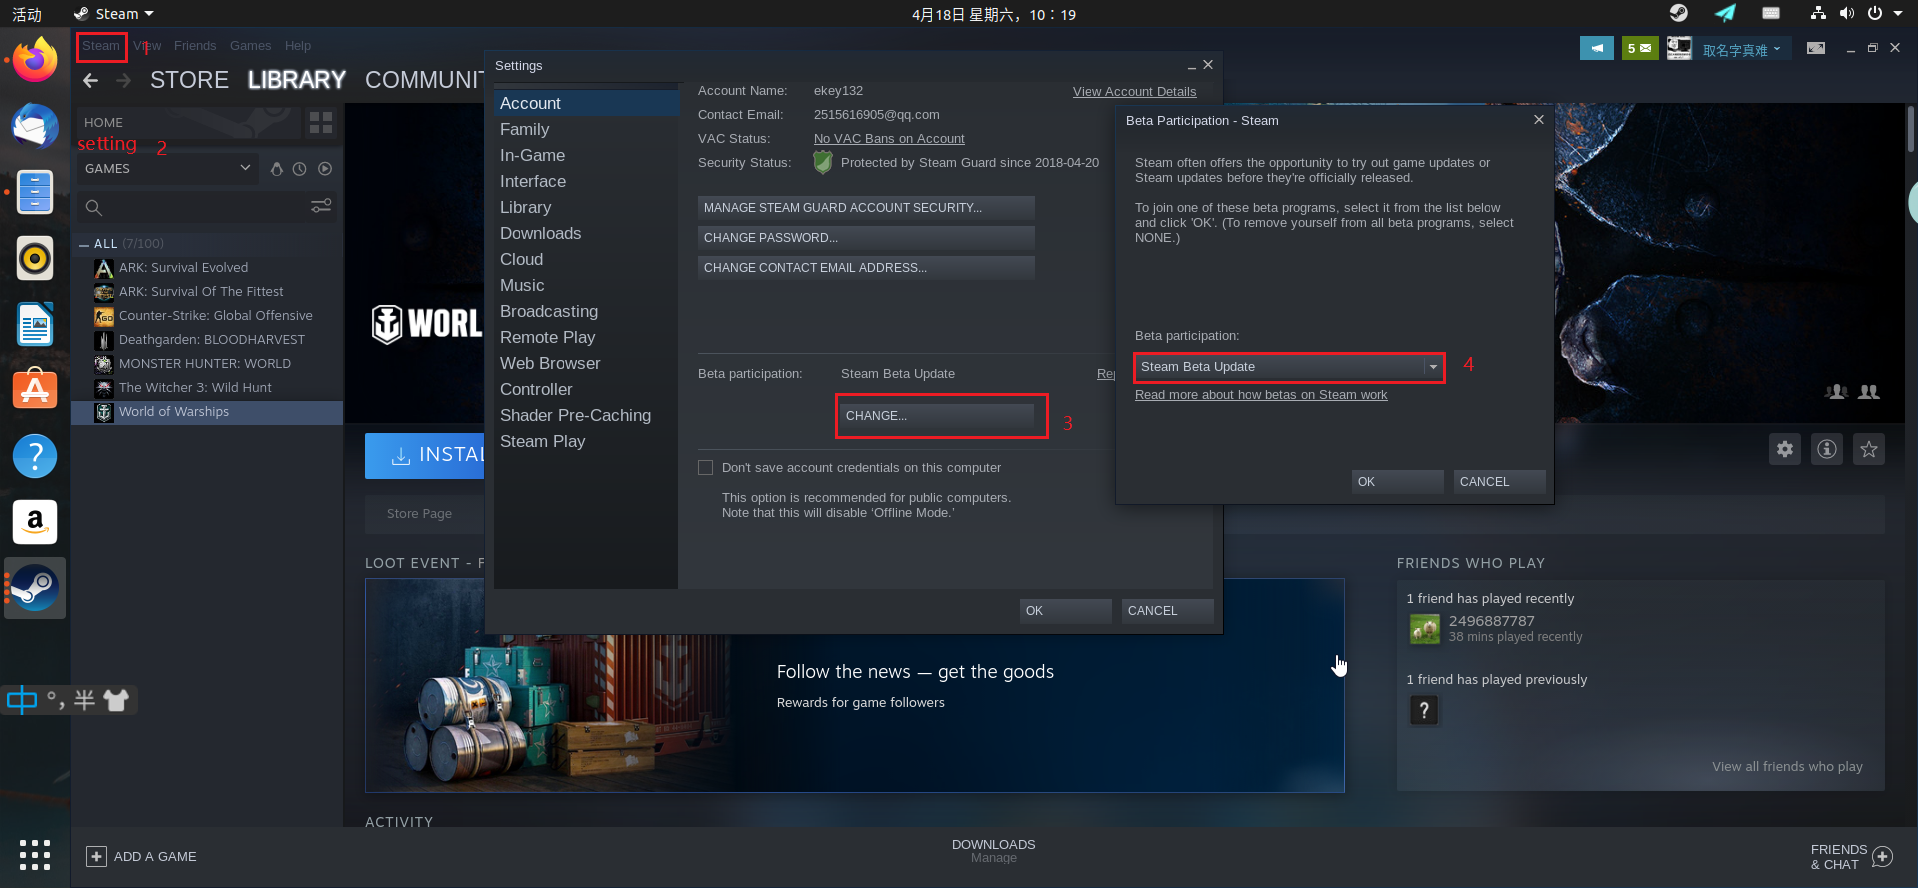 活动
Steam
4月18日 星期六，10：19
Steam
1
View
Friends
Games
Help
5
取名字真难
STORE
LIBRARY
COMMUNIT
HOME
setting 2
GAMES
ALL (7/100)
ARK: Survival Evolved
ARK: Survival Of The Fittest
Counter-Strike: Global Offensive
Deathgarden: BLOODHARVEST
MONSTER HUNTER: WORLD
The Witcher 3: Wild Hunt
World of Warships
WORL
INSTAL
Store Page
LOOT EVENT - F
Settings
Account
Family
In-Game
Interface
Library
Downloads
Cloud
Music
Broadcasting
Remote Play
Web Browser
Controller
Shader Pre-Caching
Steam Play
Account Name: ekey132
View Account Details
Contact Email: 2515616905@qq.com
VAC Status: No VAC Bans on Account
Security Status: Protected by Steam Guard since 2018-04-20
MANAGE STEAM GUARD ACCOUNT SECURITY...
CHANGE PASSWORD...
CHANGE CONTACT EMAIL ADDRESS...
Beta participation: Steam Beta Update
Rep
CHANGE...
3
Don't save account credentials on this computer
This option is recommended for public computers.
Note that this will disable ‘Offline Mode.’
OK
CANCEL
Beta Participation - Steam
Steam often offers the opportunity to try out game updates or
Steam updates before they're officially released.
To join one of these beta programs, select it from the list below
and click 'OK'. (To remove yourself from all beta programs, select
NONE.)
Beta participation:
Steam Beta Update
4
Read more about how betas on Steam work
OK
CANCEL
Follow the news — get the goods
Rewards for game followers
FRIENDS WHO PLAY
1 friend has played recently
2496887787
38 mins played recently
1 friend has played previously
?
View all friends who play
ACTIVITY
中 °, 半
ADD A GAME
DOWNLOADS
Manage
FRIENDS
& CHAT